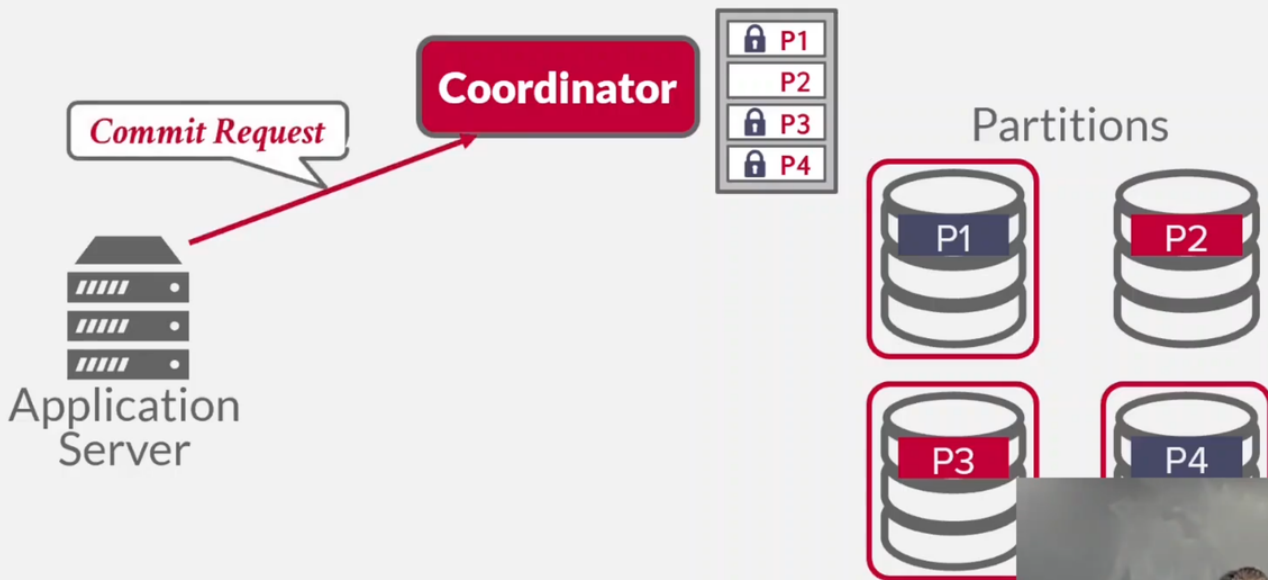 Coordinator
P1
P2
P3
P4
Commit Request
Partitions
P1
P2
Application
Server
P3
P4